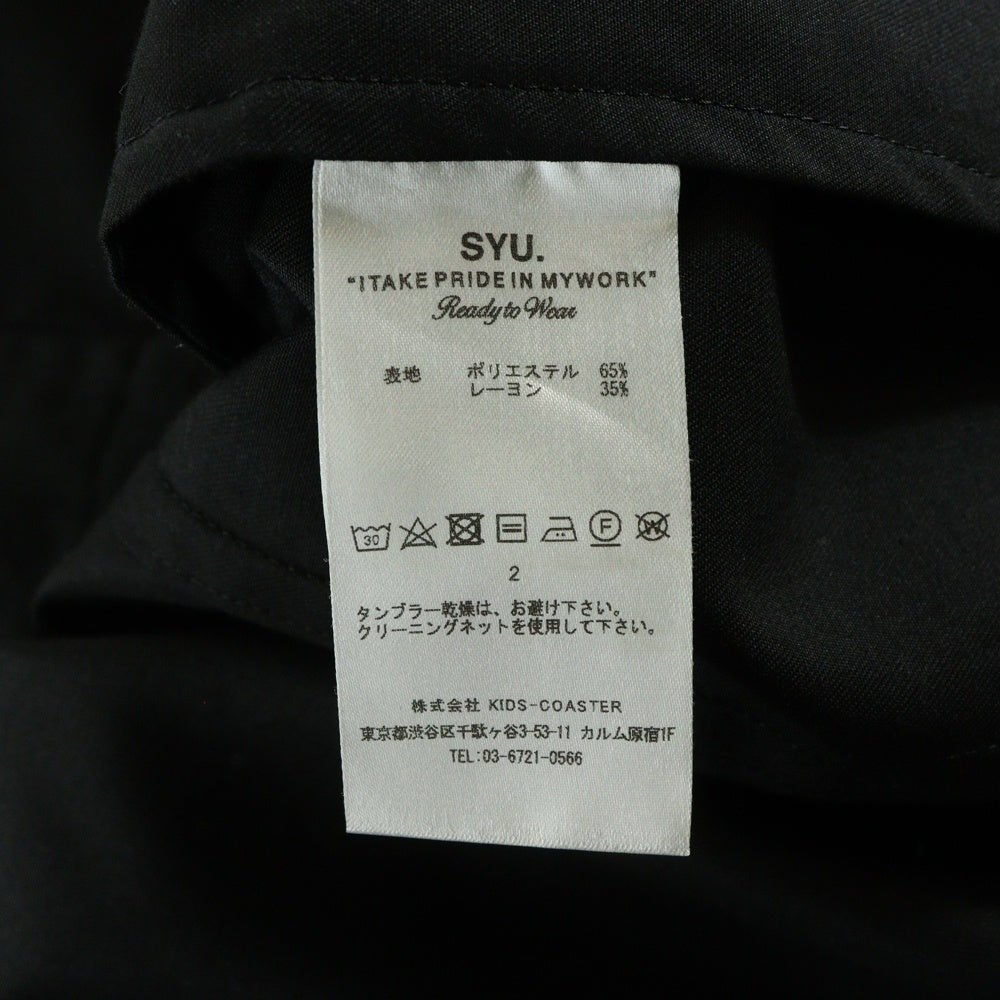 SYU.
"ITAKE PRIDE IN MYWORK"
Ready to Wear
表地 ポリエステル 65%
レーヨン 35%
30 F W
2
タンブラー乾燥は、お避け下さい。
クリーニングネットを使用して下さい。
株式会社 KIDS-COASTER
東京都渋谷区千駄ヶ谷3-53-11 カルム原宿1F
TEL:03-6721-0566